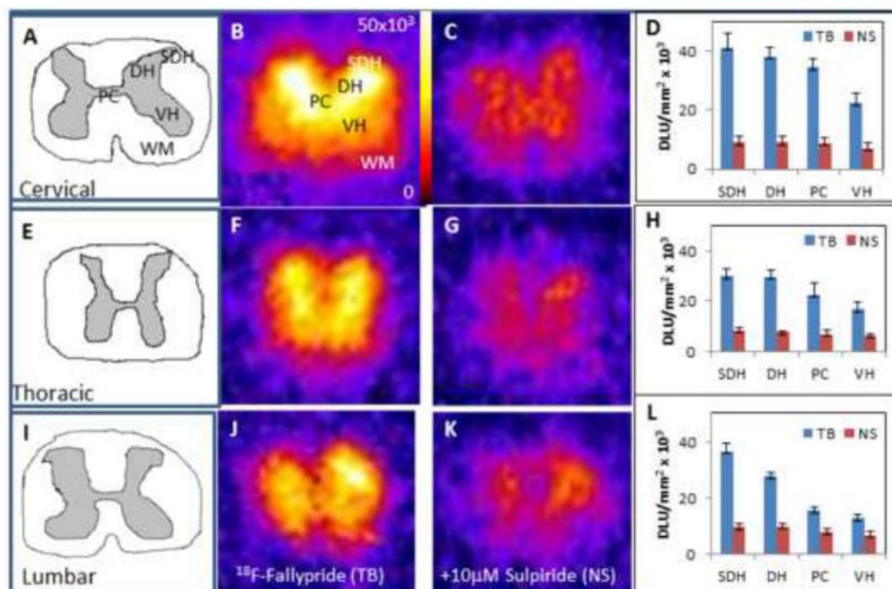 A
SDH
DH
PC
VH
WM
Cervical
B
50x10³
SDH
DH
PC
VH
WM
0
C
D
TB NS
DLU/mm² x 10³
40
20
0
SDH DH PC VH
E
Thoracic
F
G
H
TB NS
DLU/mm² x 10³
40
20
0
SDH DH PC VH
I
Lumbar
J
¹⁸F-Fallypride (TB)
K
+10μM Sulpiride (NS)
L
TB NS
DLU/mm² x 10³
40
20
0
SDH DH PC VH